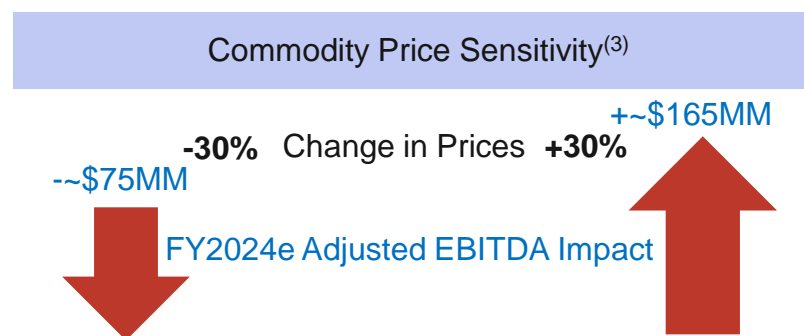 Commodity Price Sensitivity(3)
+~$165MM
-30% Change in Prices +30%
-~$75MM
FY2024e Adjusted EBITDA Impact